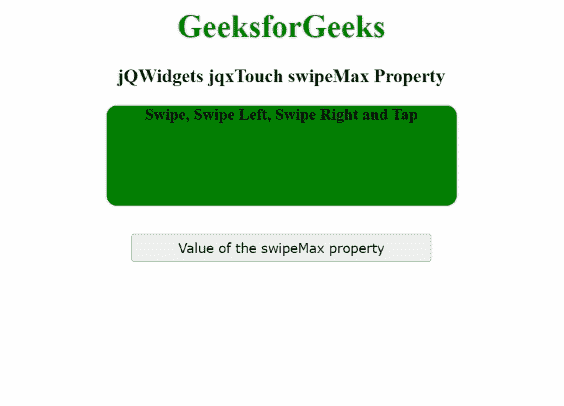 GeeksforGeeks
jQWidgets jqxTouch swipeMax Property
Swipe, Swipe Left, Swipe Right and Tap
Value of the swipeMax property